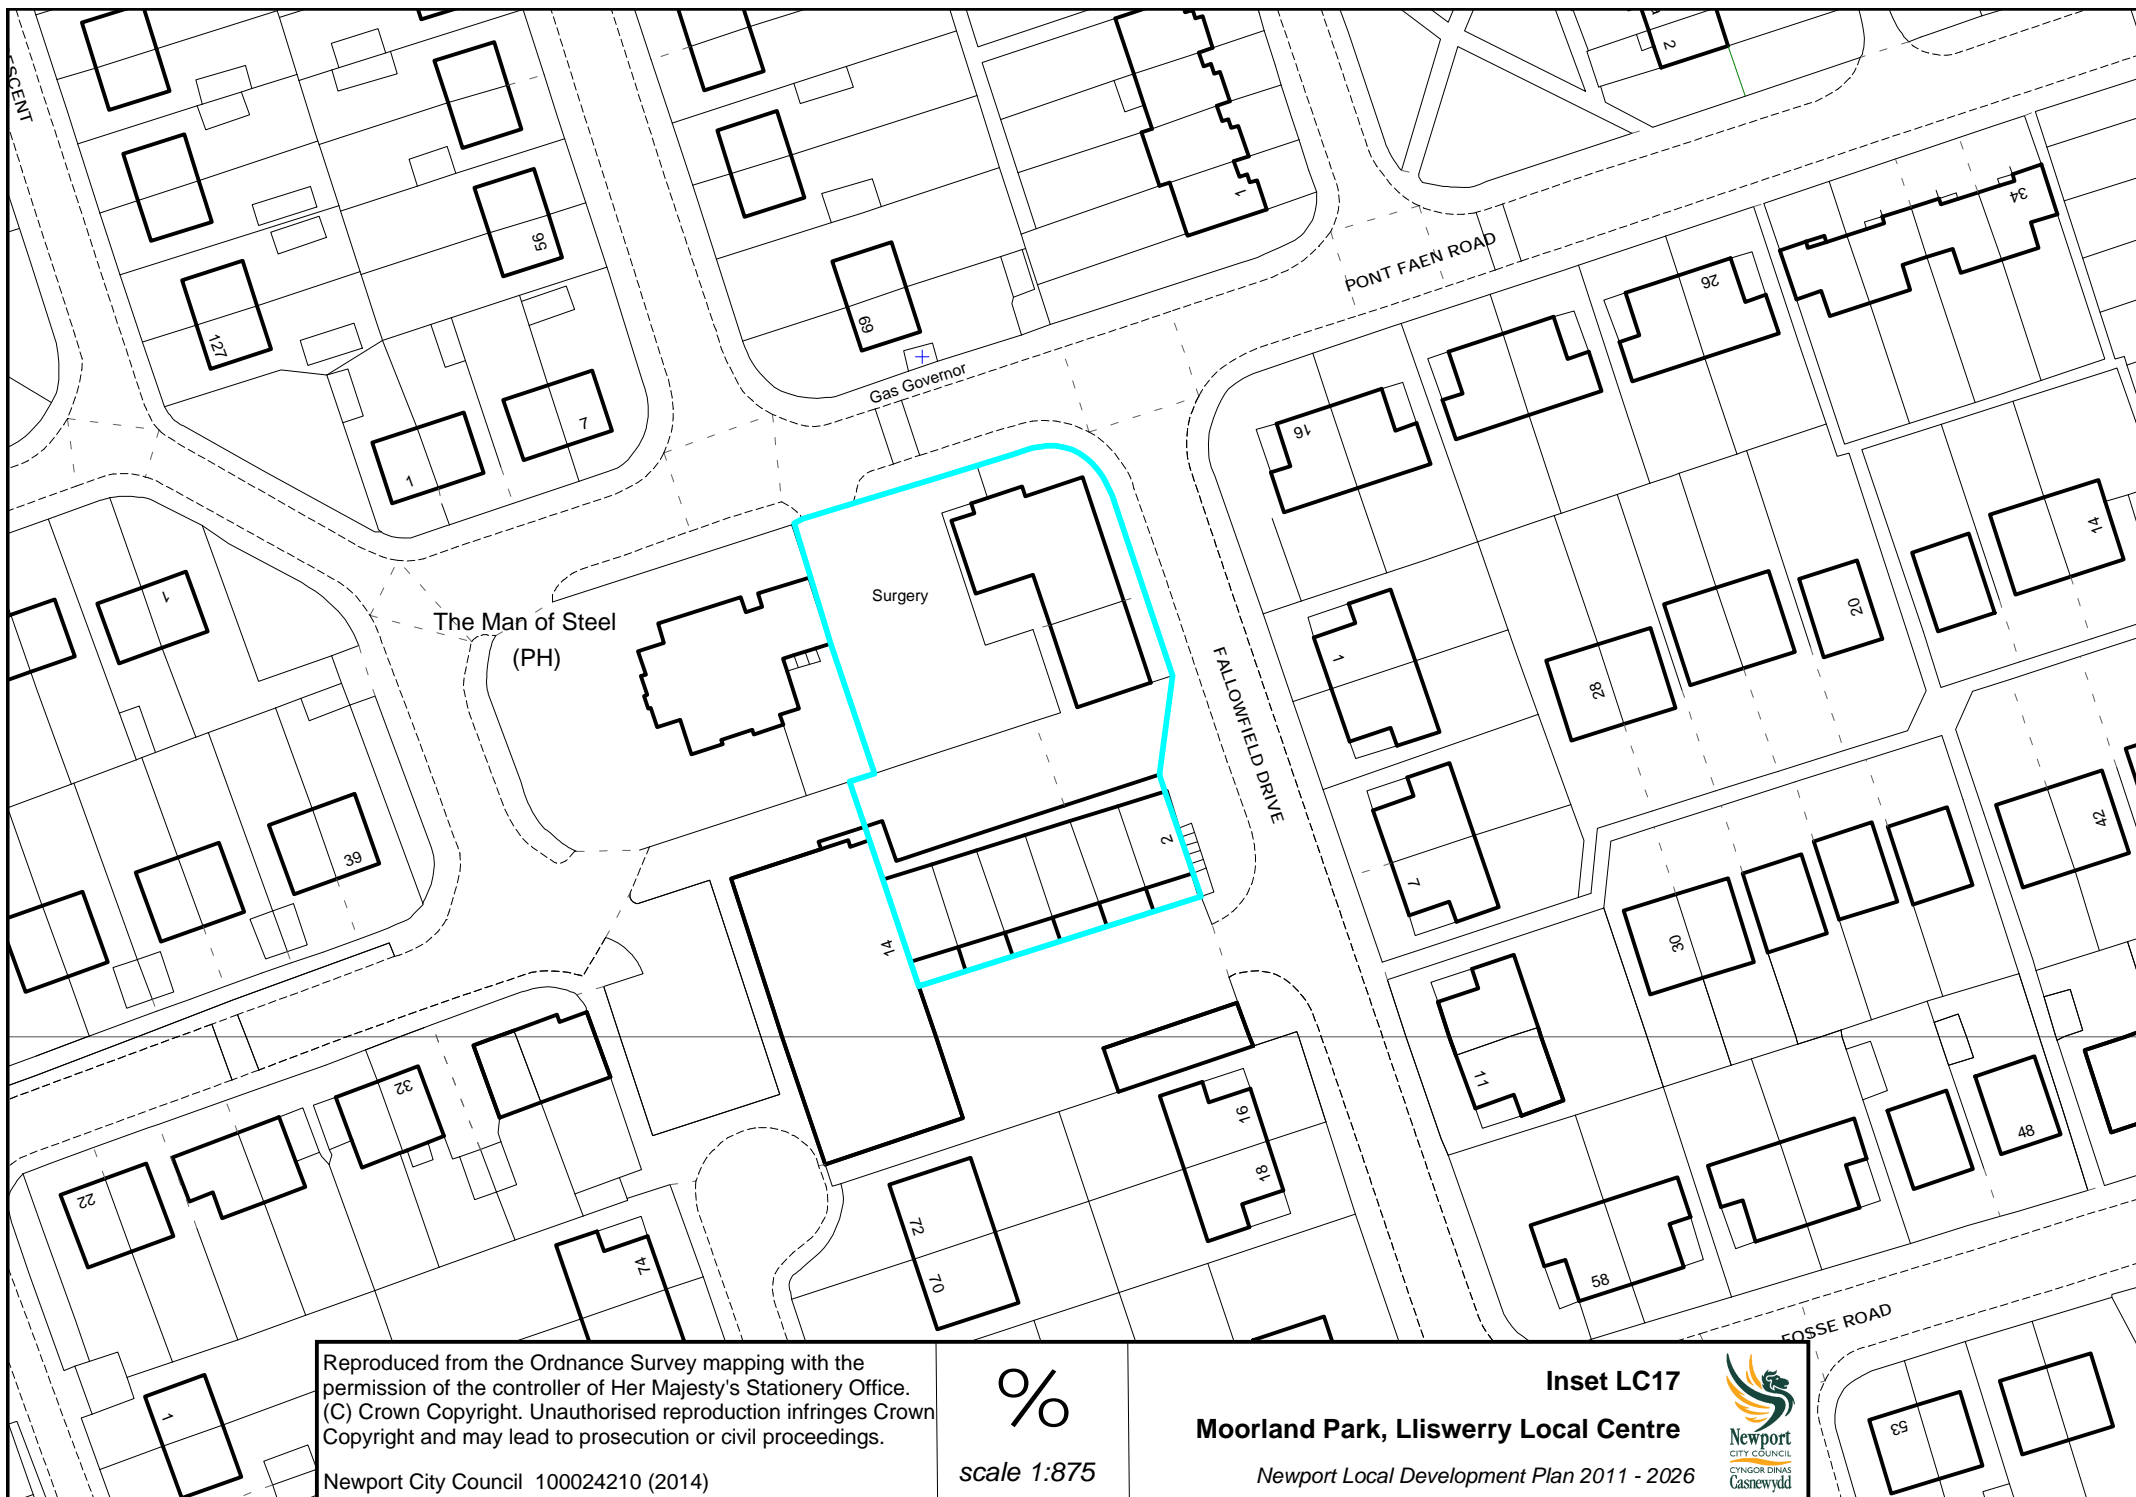 ESCENT
2
1
34
56
PONT FAEN ROAD
26
127
69
Gas Governor
7
16
1
14
Surgery
1
20
The Man of Steel
(PH)
1
28
FALLOWFIELD DRIVE
42
39
2
7
14
30
11
32
16
48
18
22
72
74
70
58
FOSSE ROAD
1
53
Reproduced from the Ordnance Survey mapping with the
permission of the controller of Her Majesty's Stationery Office.
(C) Crown Copyright. Unauthorised reproduction infringes Crown
Copyright and may lead to prosecution or civil proceedings.
Newport City Council 100024210 (2014)
%
scale 1:875
Inset LC17
Moorland Park, Lliswerry Local Centre
Newport Local Development Plan 2011 - 2026
Newport
CITY COUNCIL
CYNGOR DINAS
Casnewydd